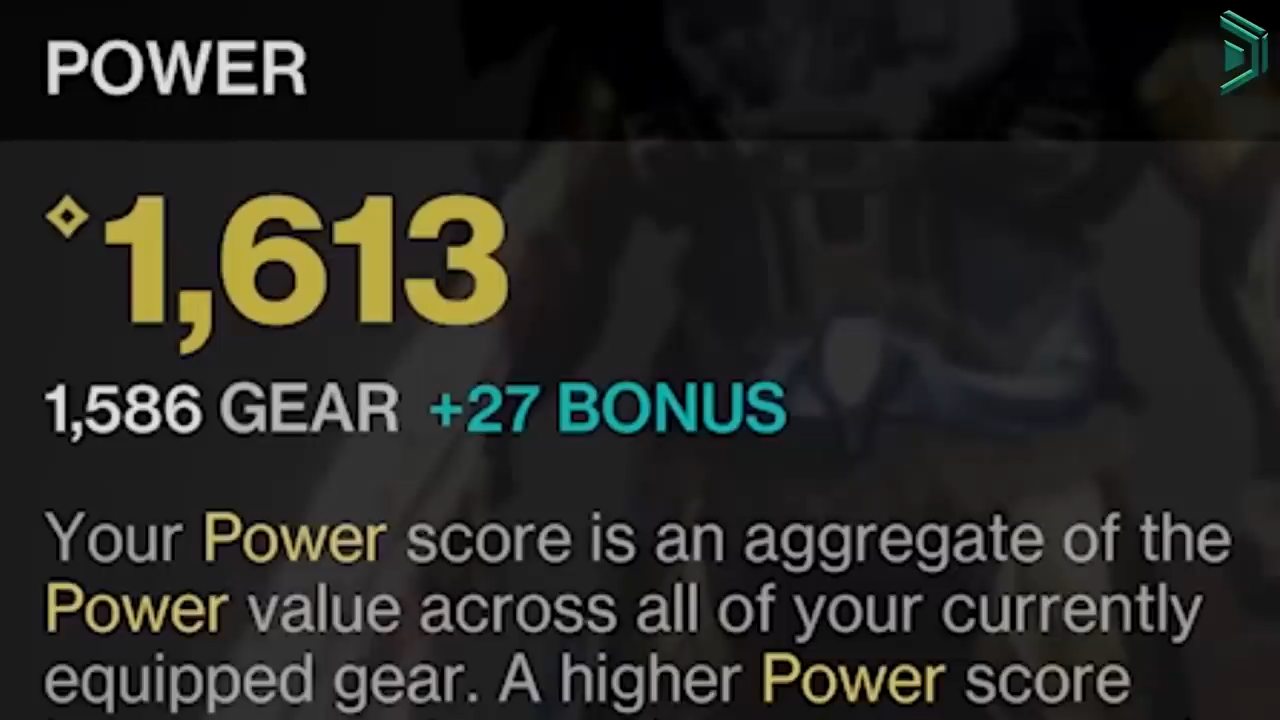 POWER
1,613
1,586 GEAR +27 BONUS
Your Power score is an aggregate of the
Power value across all of your currently
equipped gear. A higher Power score